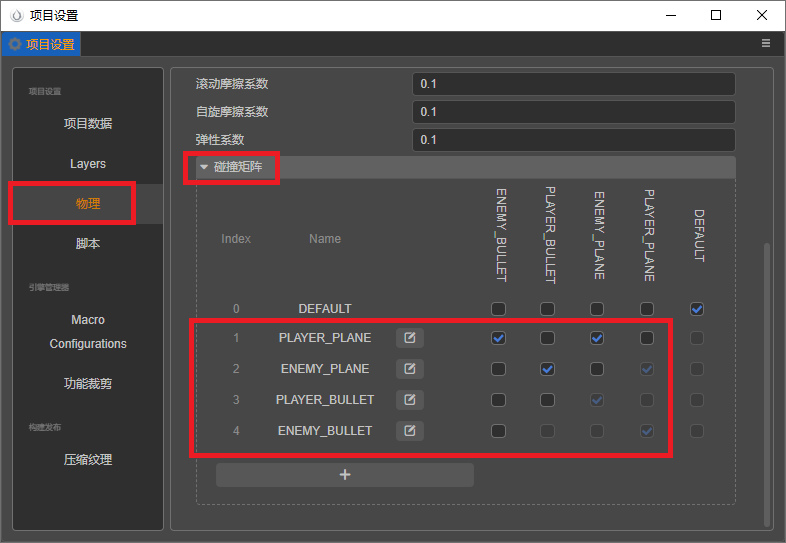 项目设置
项目设置
项目设置
项目数据
Layers
物理
脚本
引擎管理器
Macro
Configurations
功能裁剪
构建发布
压缩纹理
滚动摩擦系数 0.1
自旋摩擦系数 0.1
弹性系数 0.1
碰撞矩阵
Index Name ENEMY_BULLET PLAYER_BULLET ENEMY_PLANE PLAYER_PLANE DEFAULT
0 DEFAULT
1 PLAYER_PLANE
2 ENEMY_PLANE
3 PLAYER_BULLET
4 ENEMY_BULLET
+